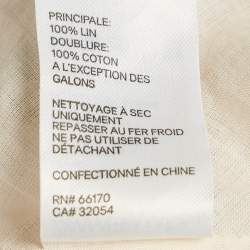 PRINCIPALE:
100% LIN
DOUBLURE:
100% COTON
A L'EXCEPTION DES
GALONS
NETTOYAGE À SEC
UNIQUEMENT
REPASSER AU FER FROID
NE PAS UTILISER DE
DÉTACHANT
CONFECTIONNÉ EN CHINE
RN# 66170
CA# 32054